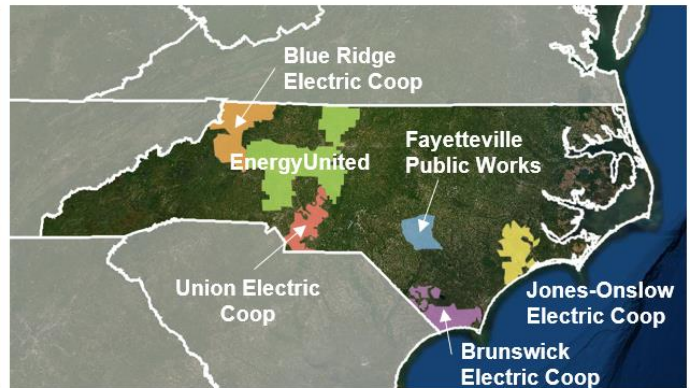 Blue Ridge
Electric Coop
EnergyUnited
Fayetteville
Public Works
Union Electric
Coop
Jones-Onslow
Electric Coop
Brunswick
Electric Coop